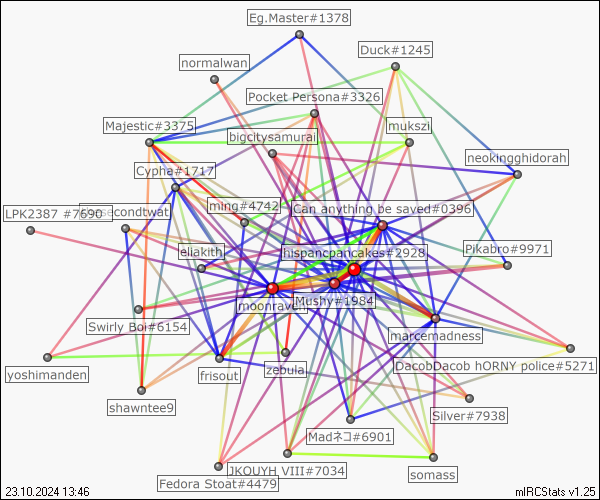 Eg.Master#1378
Duck#1245
normalwan
Pocket Persona#3326
Majestic#3375
mukszi
bigcitysamurai
neokingghidorah
Cypha#1717
LPK2387 #7690
secondtwat
ming#4742
Can anything be saved#0396
eliakith
hispancpancakes#2928
Pikabro#9971
moonraven
Mushy#1984
Swirly Boi#6154
marcemadness
yoshimanden
frisout
zebula
DacobDacob hORNY police#5271
shawntee9
Silver#7938
Madネコ#6901
JKOUYH VIII#7034
somass
Fedora Stoat#4479
23.10.2024 13:46
mIRCStats v1.25